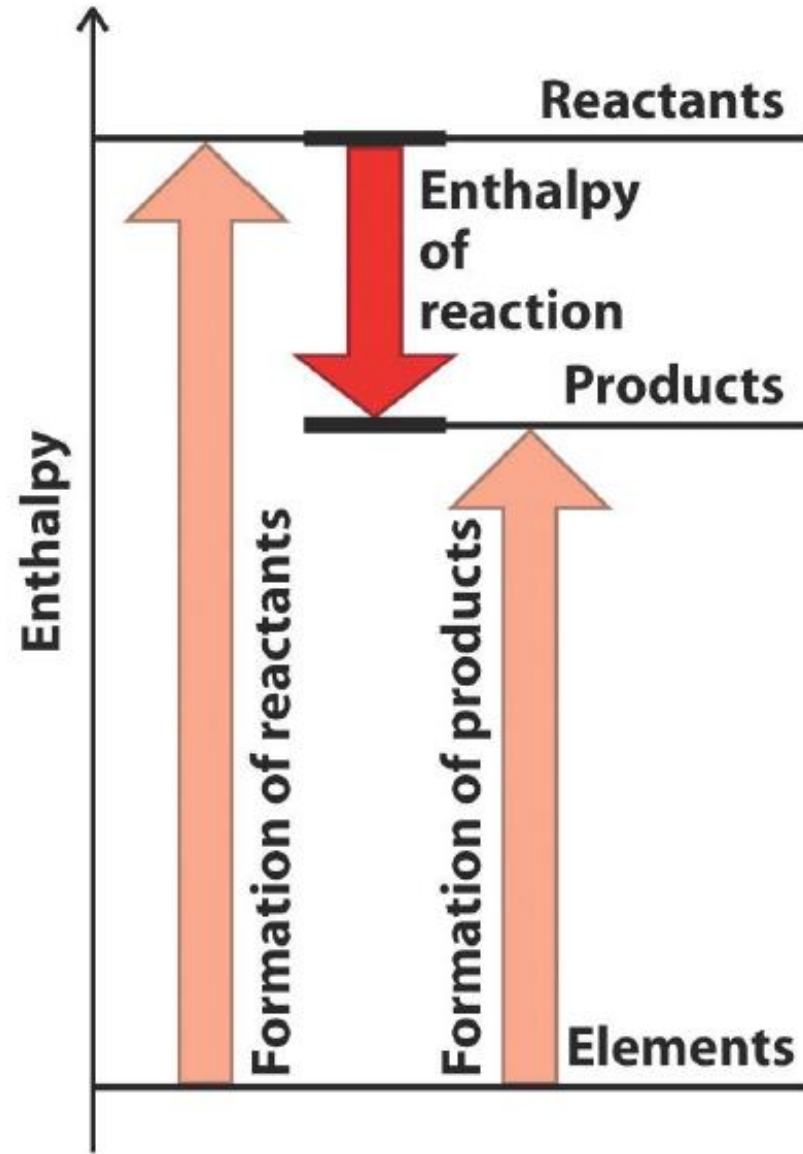 Reactants
Enthalpy
of
reaction
Products
Enthalpy
Formation of reactants
Formation of products
Elements